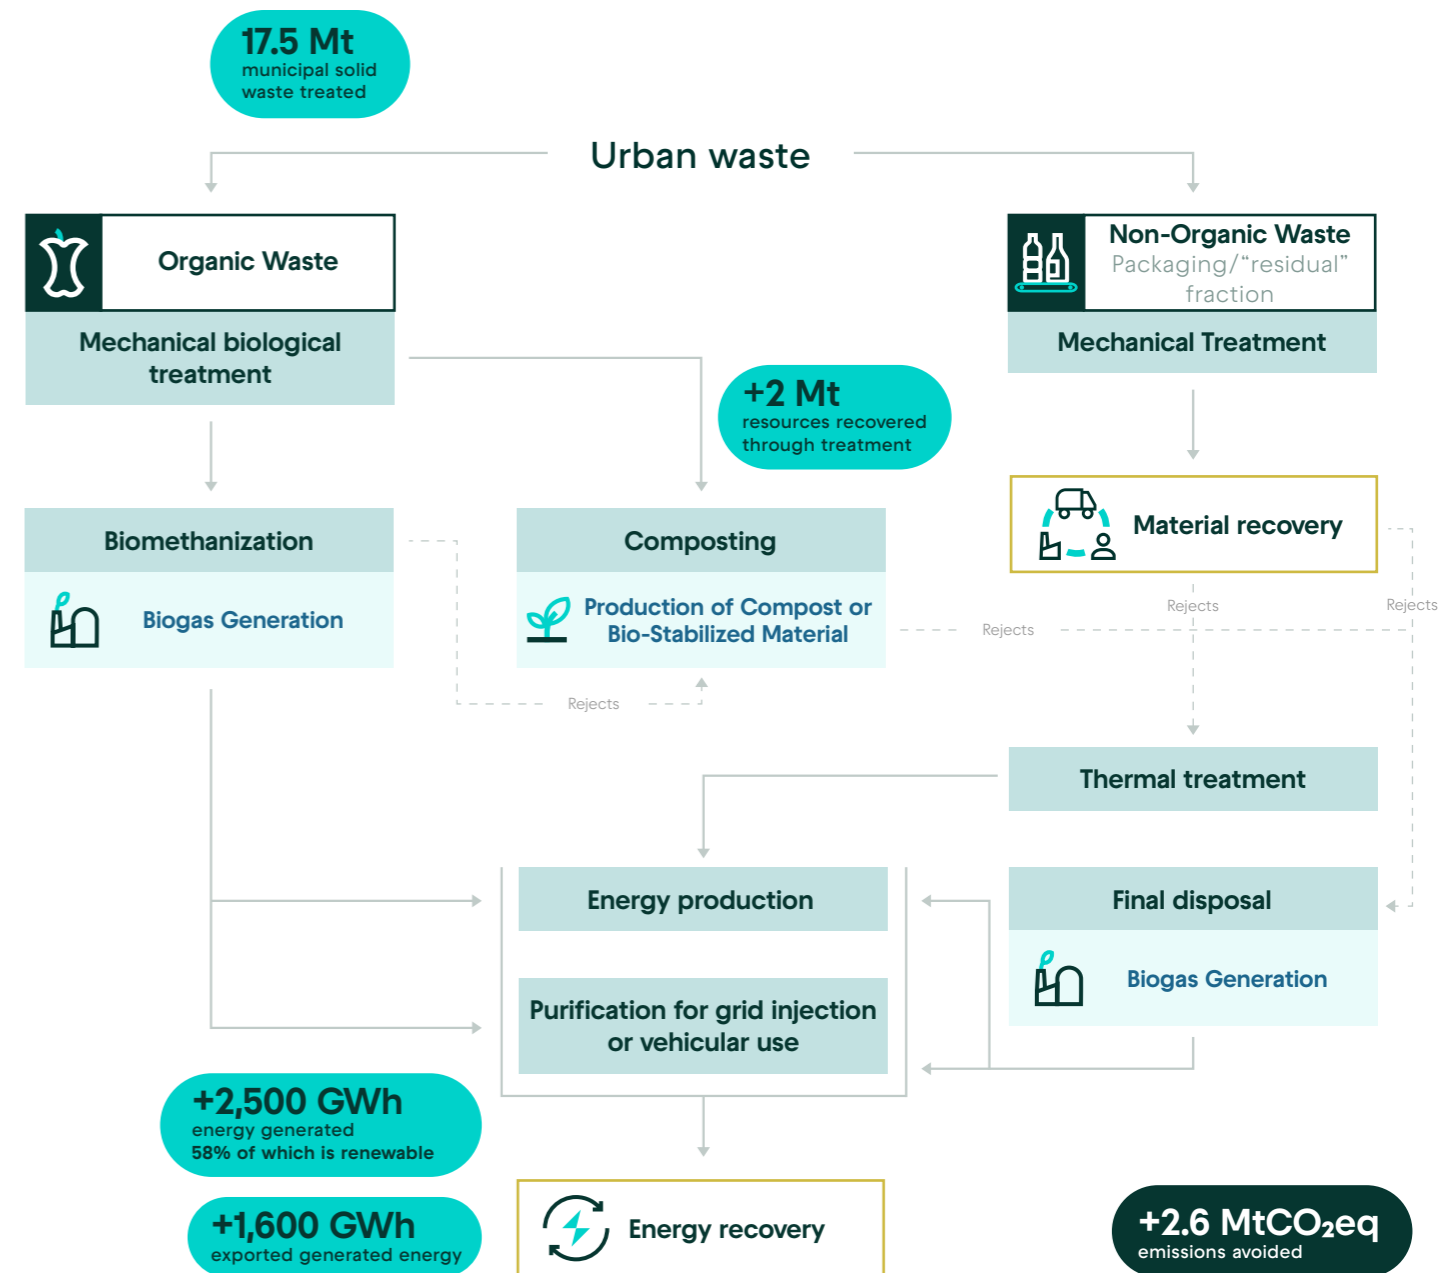 17.5 Mt
municipal solid
waste treated
Urban waste
Organic Waste
Mechanical biological
treatment
Non-Organic Waste
Packaging/“residual”
fraction
Mechanical Treatment
+2 Mt
resources recovered
through treatment
Material recovery
Biomethanization
Biogas Generation
Composting
Production of Compost or
Bio-Stabilized Material
Rejects
Rejects
Rejects
Rejects
Thermal treatment
Energy production
Purification for grid injection
or vehicular use
Final disposal
Biogas Generation
+2,500 GWh
energy generated
58% of which is renewable
+1,600 GWh
exported generated energy
Energy recovery
+2.6 MtCO₂eq
emissions avoided